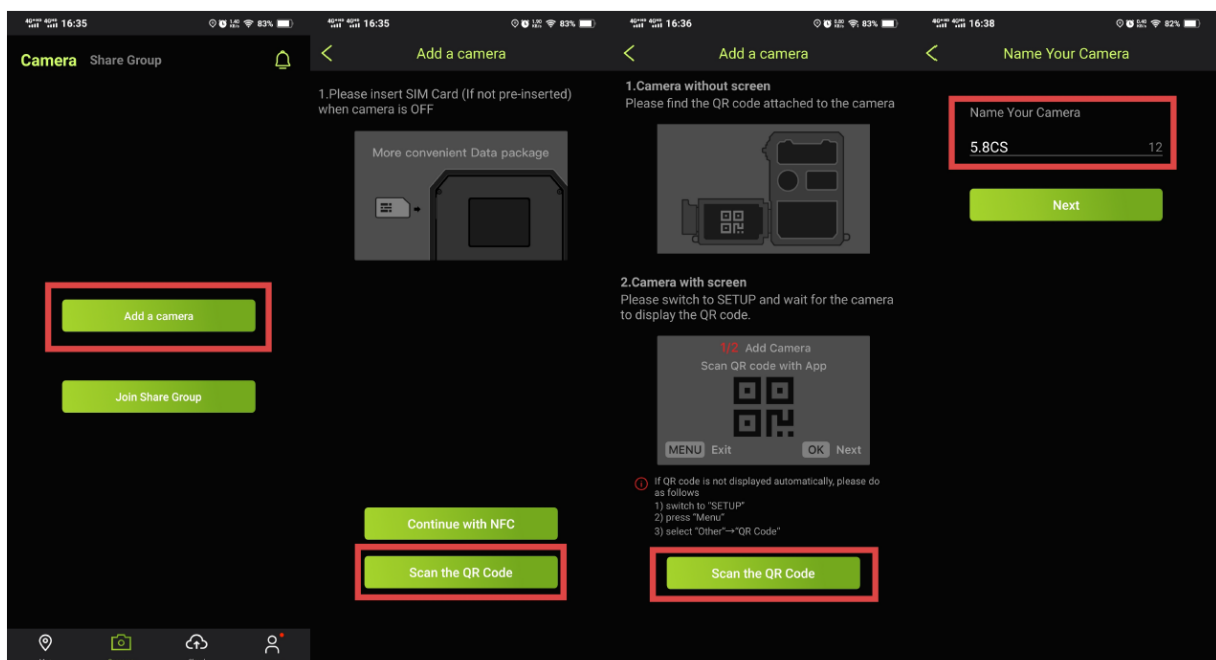 16:35
83%
Camera Share Group
Add a camera
Join Share Group
16:35
83%
Add a camera
1.Please insert SIM Card (If not pre-inserted)
when camera is OFF
More convenient Data package
Continue with NFC
Scan the QR Code
16:36
83%
Add a camera
1.Camera without screen
Please find the QR code attached to the camera
2.Camera with screen
Please switch to SETUP and wait for the camera
to display the QR code.
1/2 Add Camera
Scan QR code with App
MENU Exit OK Next
If QR code is not displayed automatically, please do
as follows
1) switch to "SETUP"
2) press "Menu"
3) select "Other"→"QR Code"
Scan the QR Code
16:38
82%
Name Your Camera
Name Your Camera
5.8CS 12
Next